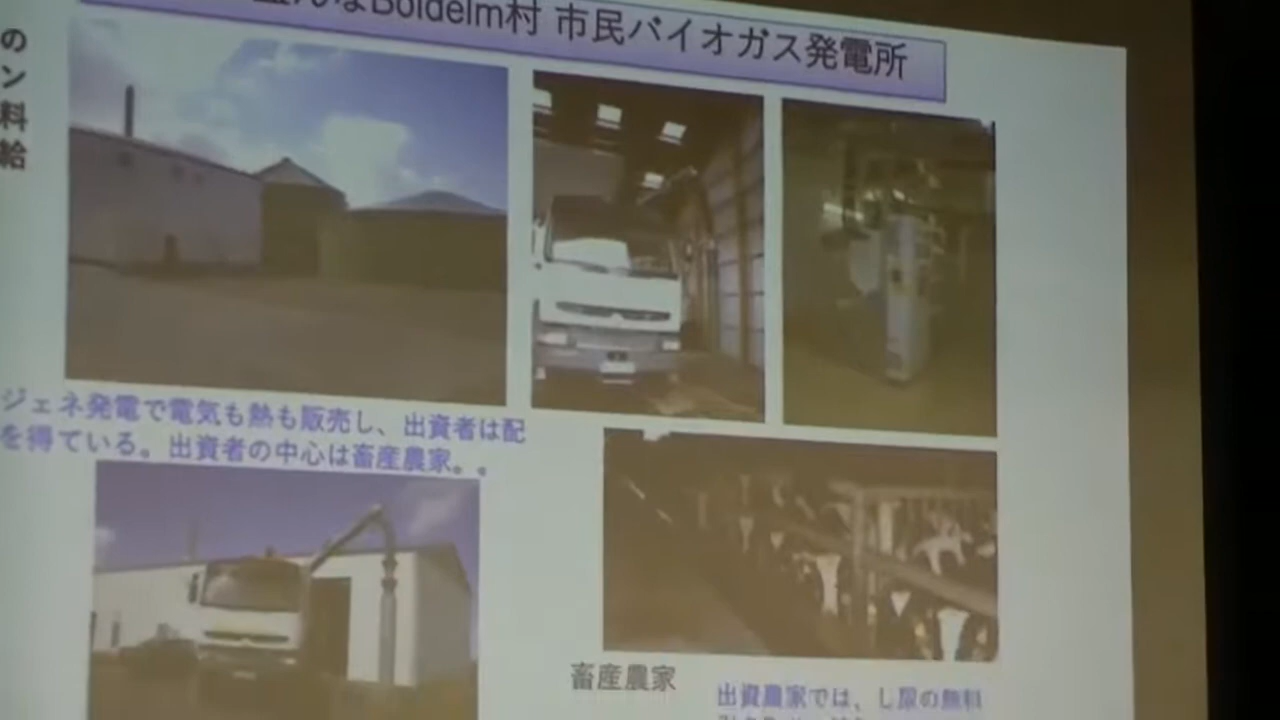 んなBoldelm村 市民バイオガス発電所
の
ン
料
給
ジェネ発電で電気も熱も販売し、出資者は配
を得ている。出資者の中心は畜産農家。。
畜産農家
出資農家では、し尿の無料